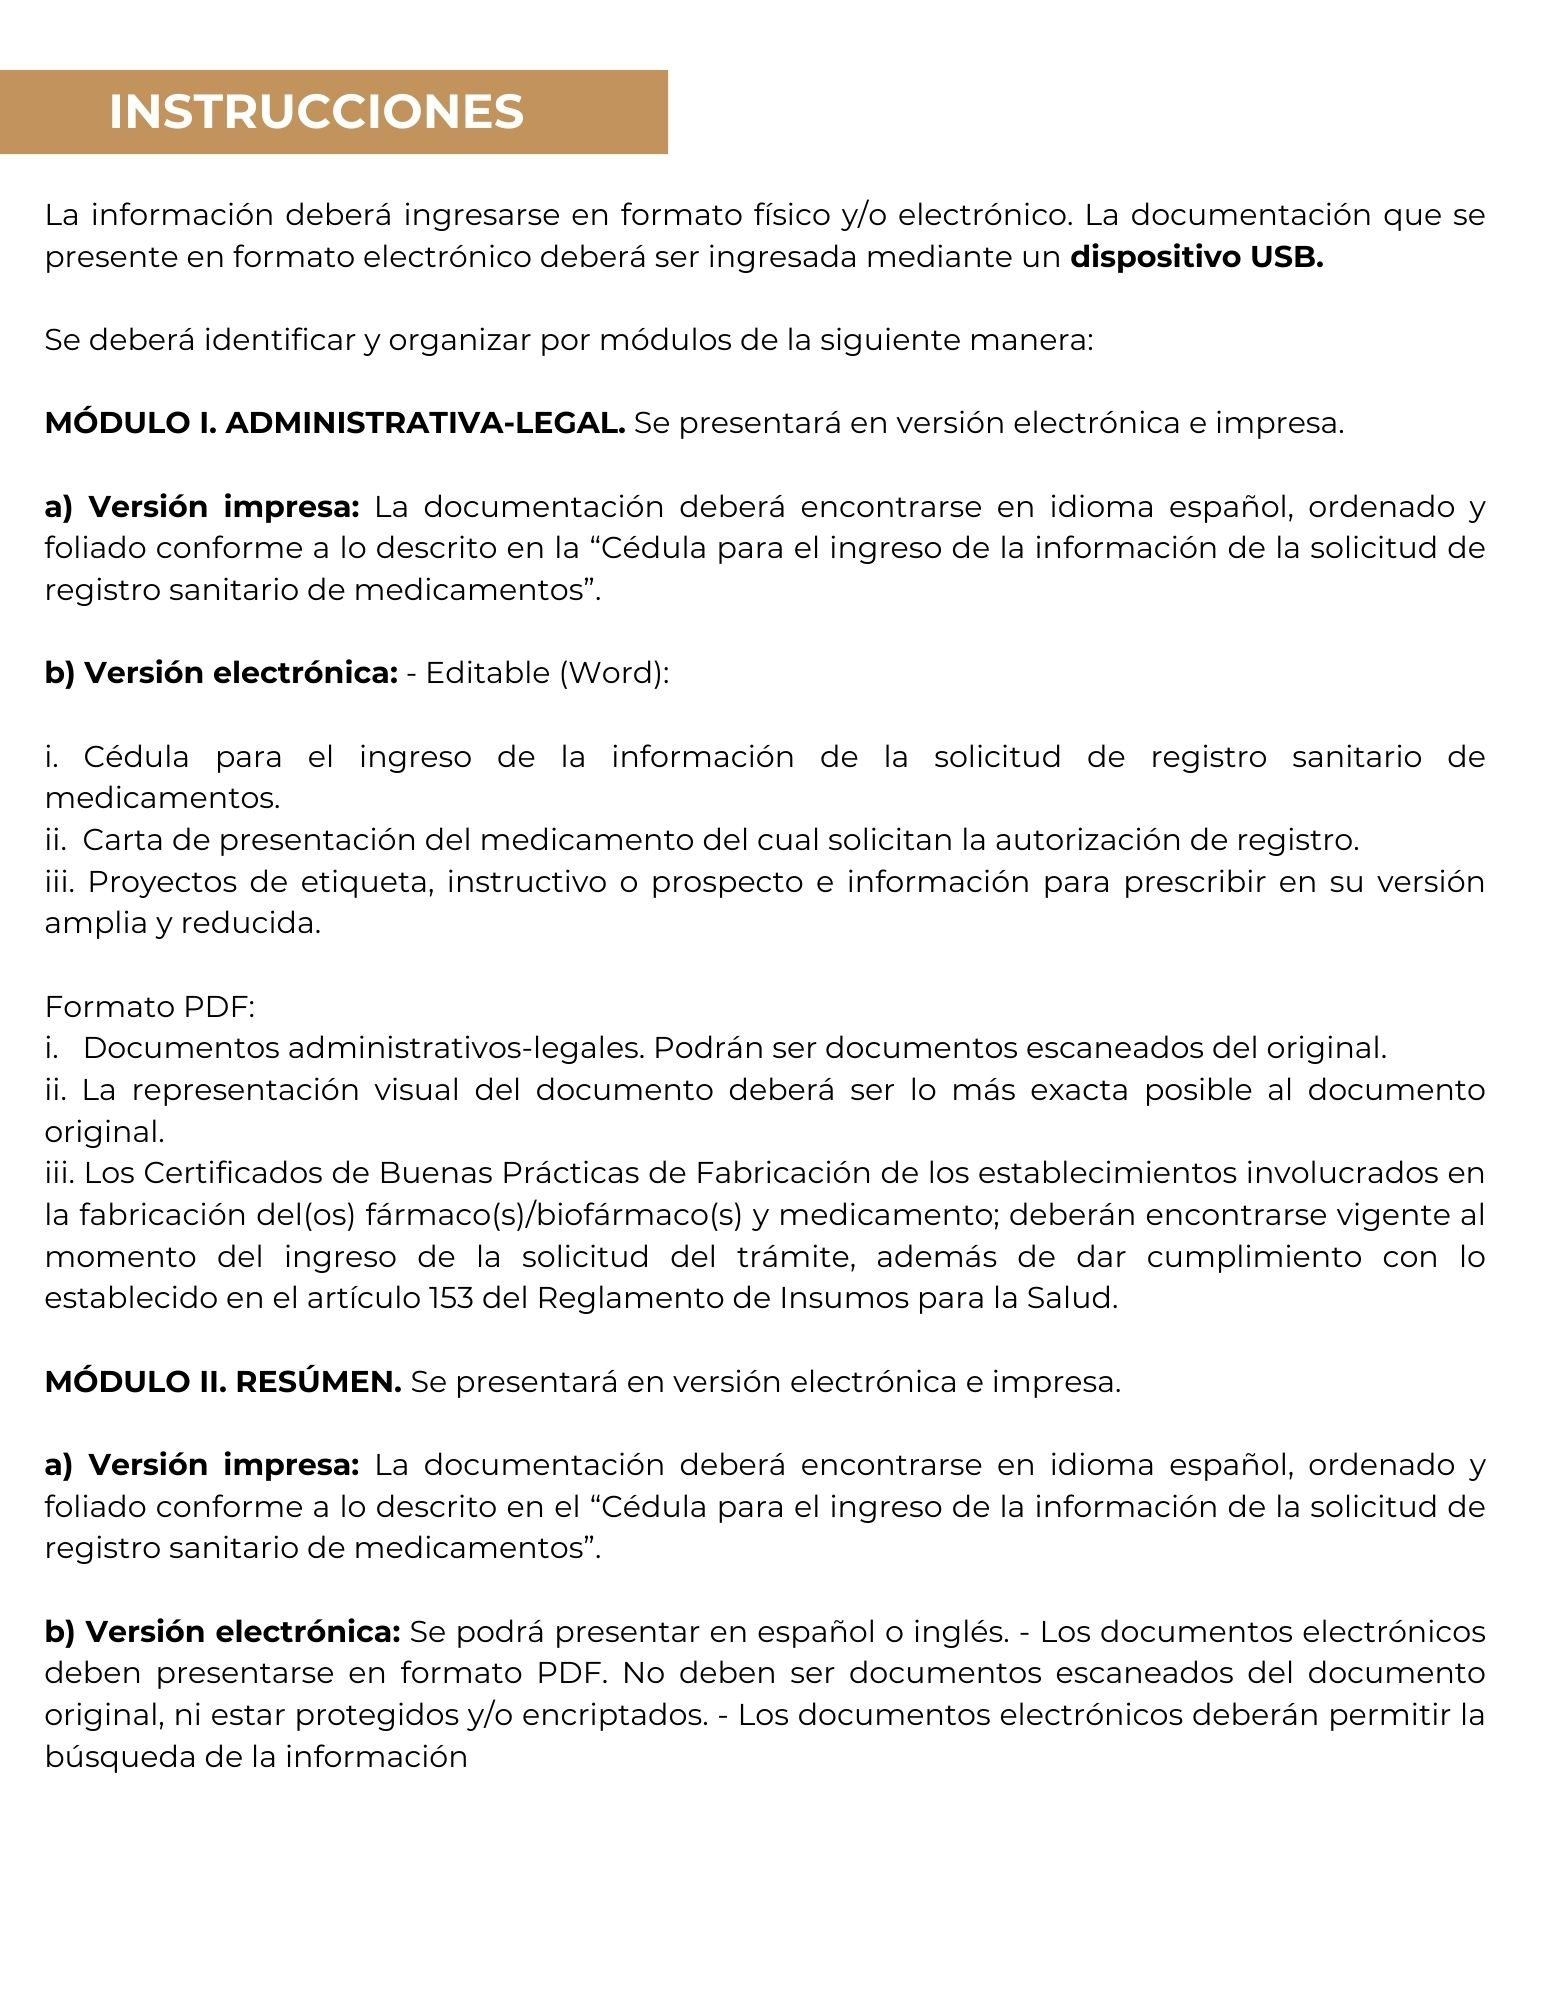 INSTRUCCIONES
La información deberá ingresarse en formato físico y/o electrónico. La documentación que se
presente en formato electrónico deberá ser ingresada mediante un dispositivo USB.
Se deberá identificar y organizar por módulos de la siguiente manera:
MÓDULO I. ADMINISTRATIVA-LEGAL. Se presentará en versión electrónica e impresa.
a) Versión impresa: La documentación deberá encontrarse en idioma español, ordenado y
foliado conforme a lo descrito en la “Cédula para el ingreso de la información de la solicitud de
registro sanitario de medicamentos”.
b) Versión electrónica: - Editable (Word):
i. Cédula para el ingreso de la información de la solicitud de registro sanitario de
medicamentos.
ii. Carta de presentación del medicamento del cual solicitan la autorización de registro.
iii. Proyectos de etiqueta, instructivo o prospecto e información para prescribir en su versión
amplia y reducida.
Formato PDF:
i. Documentos administrativos-legales. Podrán ser documentos escaneados del original.
ii. La representación visual del documento deberá ser lo más exacta posible al documento
original.
iii. Los Certificados de Buenas Prácticas de Fabricación de los establecimientos involucrados en
la fabricación del(os) fármaco(s)/biofármaco(s) y medicamento; deberán encontrarse vigente al
momento del ingreso de la solicitud del trámite, además de dar cumplimiento con lo
establecido en el artículo 153 del Reglamento de Insumos para la Salud.
MÓDULO II. RESÚMEN. Se presentará en versión electrónica e impresa.
a) Versión impresa: La documentación deberá encontrarse en idioma español, ordenado y
foliado conforme a lo descrito en el “Cédula para el ingreso de la información de la solicitud de
registro sanitario de medicamentos”.
b) Versión electrónica: Se podrá presentar en español o inglés. - Los documentos electrónicos
deben presentarse en formato PDF. No deben ser documentos escaneados del documento
original, ni estar protegidos y/o encriptados. - Los documentos electrónicos deberán permitir la
búsqueda de la información